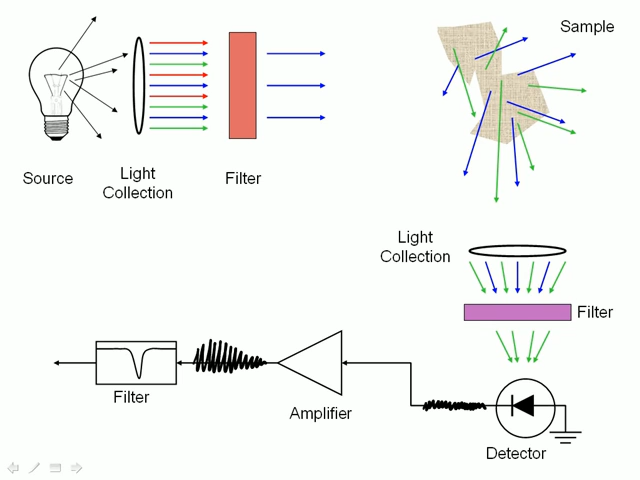 Sample
Source
Light
Collection
Filter
Light
Collection
Filter
Filter
Amplifier
Detector